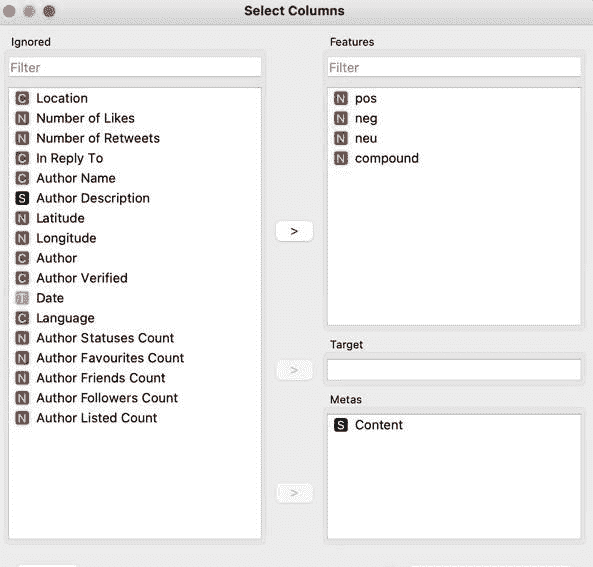 Select Columns
Ignored
Filter
C Location
N Number of Likes
N Number of Retweets
C In Reply To
C Author Name
S Author Description
N Latitude
N Longitude
C Author
C Author Verified
T Date
C Language
N Author Statuses Count
N Author Favourites Count
N Author Friends Count
N Author Followers Count
N Author Listed Count
>
>
>
Features
Filter
N pos
N neg
N neu
N compound
Target
Metas
S Content